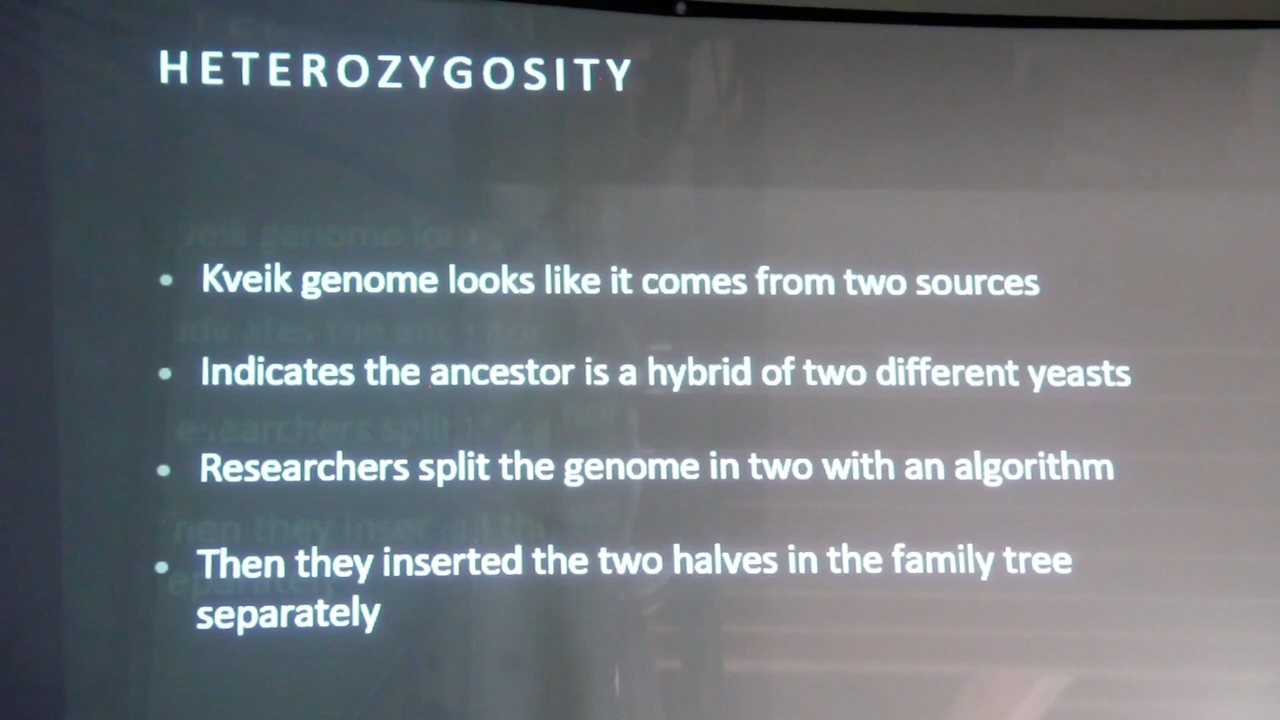 HETEROZYGOSITY
• Kveik genome looks like it comes from two sources
• Indicates the ancestor is a hybrid of two different yeasts
• Researchers split the genome in two with an algorithm
• Then they inserted the two halves in the family tree
separately